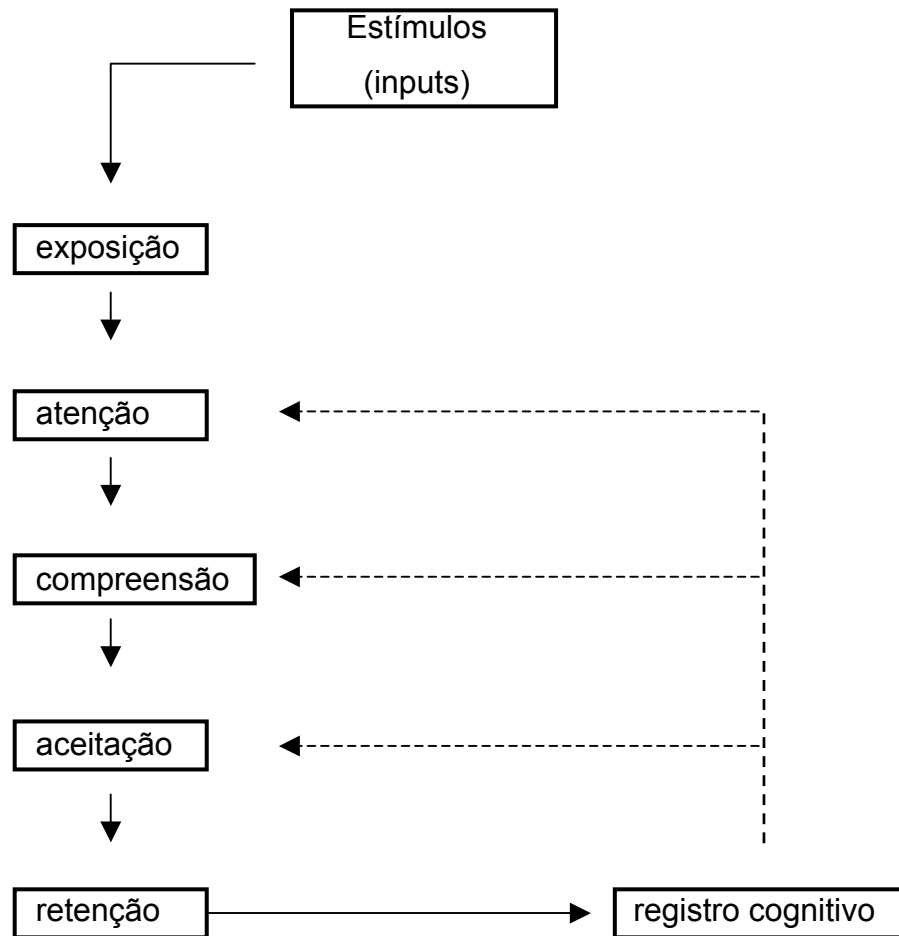 Estímulos
(inputs)
exposição
atenção
compreensão
aceitação
retenção
registro cognitivo